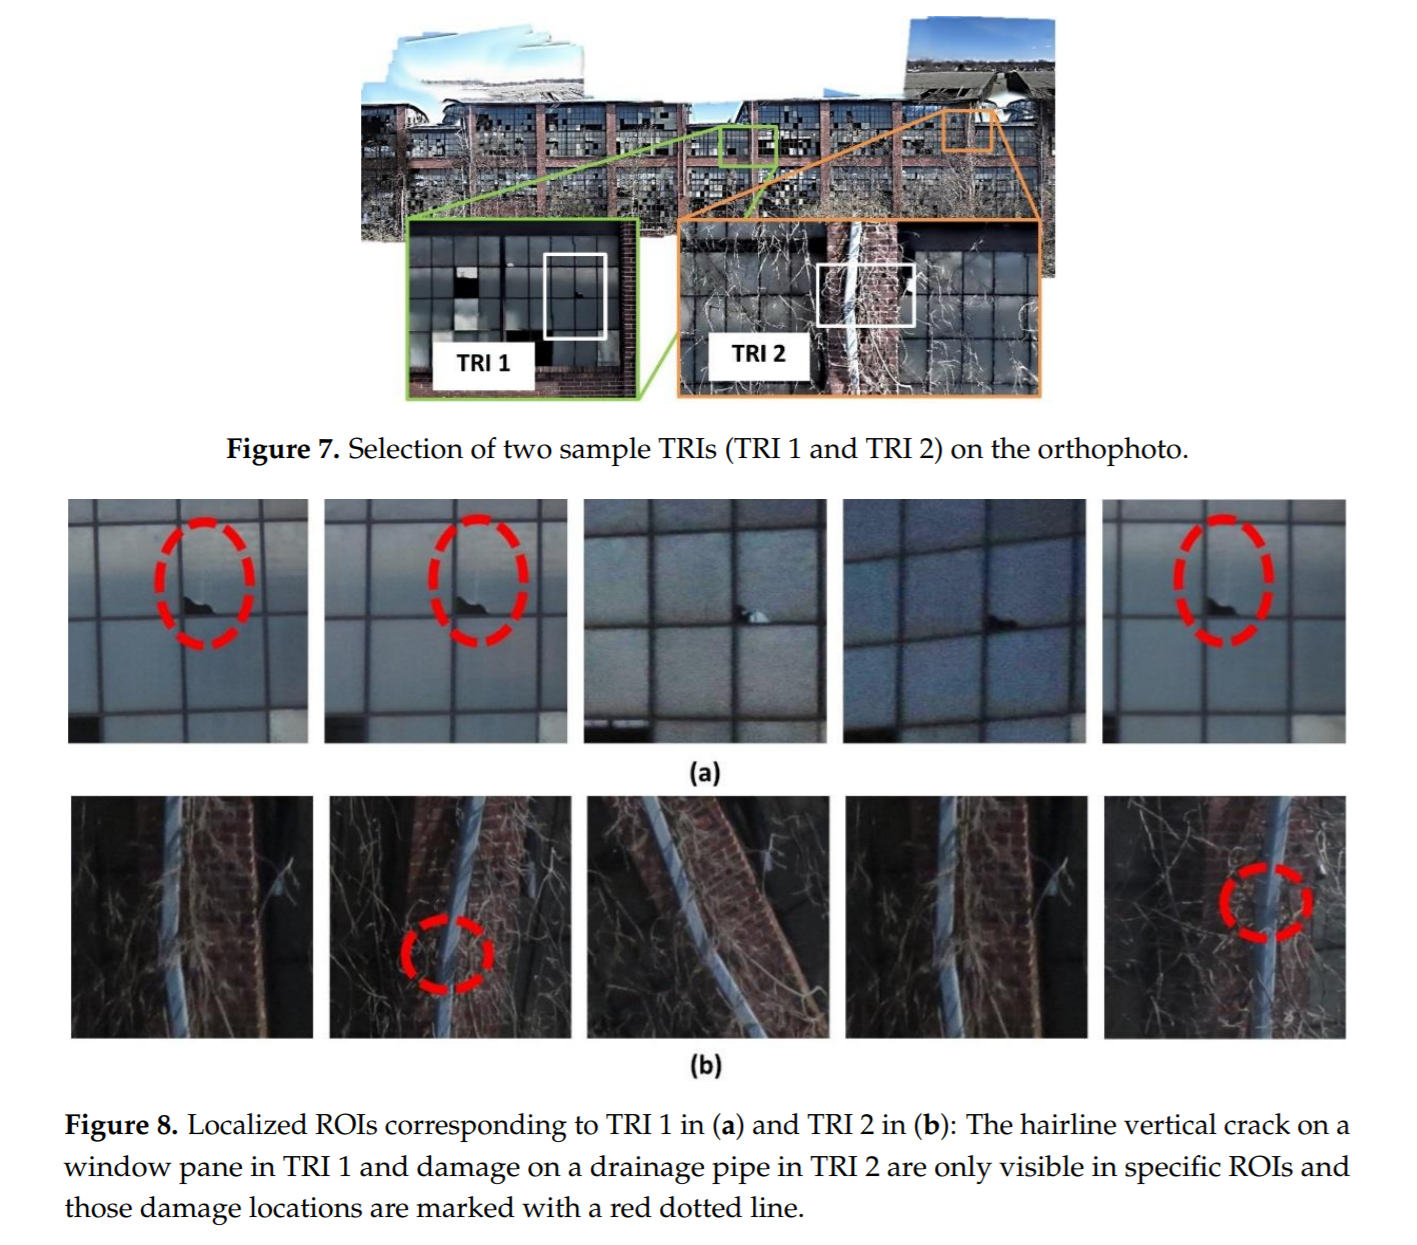 TRI 1
TRI 2
Figure 7. Selection of two sample TRIs (TRI 1 and TRI 2) on the orthophoto.
(a)
(b)
Figure 8. Localized ROIs corresponding to TRI 1 in (a) and TRI 2 in (b): The hairline vertical crack on a
window pane in TRI 1 and damage on a drainage pipe in TRI 2 are only visible in specific ROIs and
those damage locations are marked with a red dotted line.